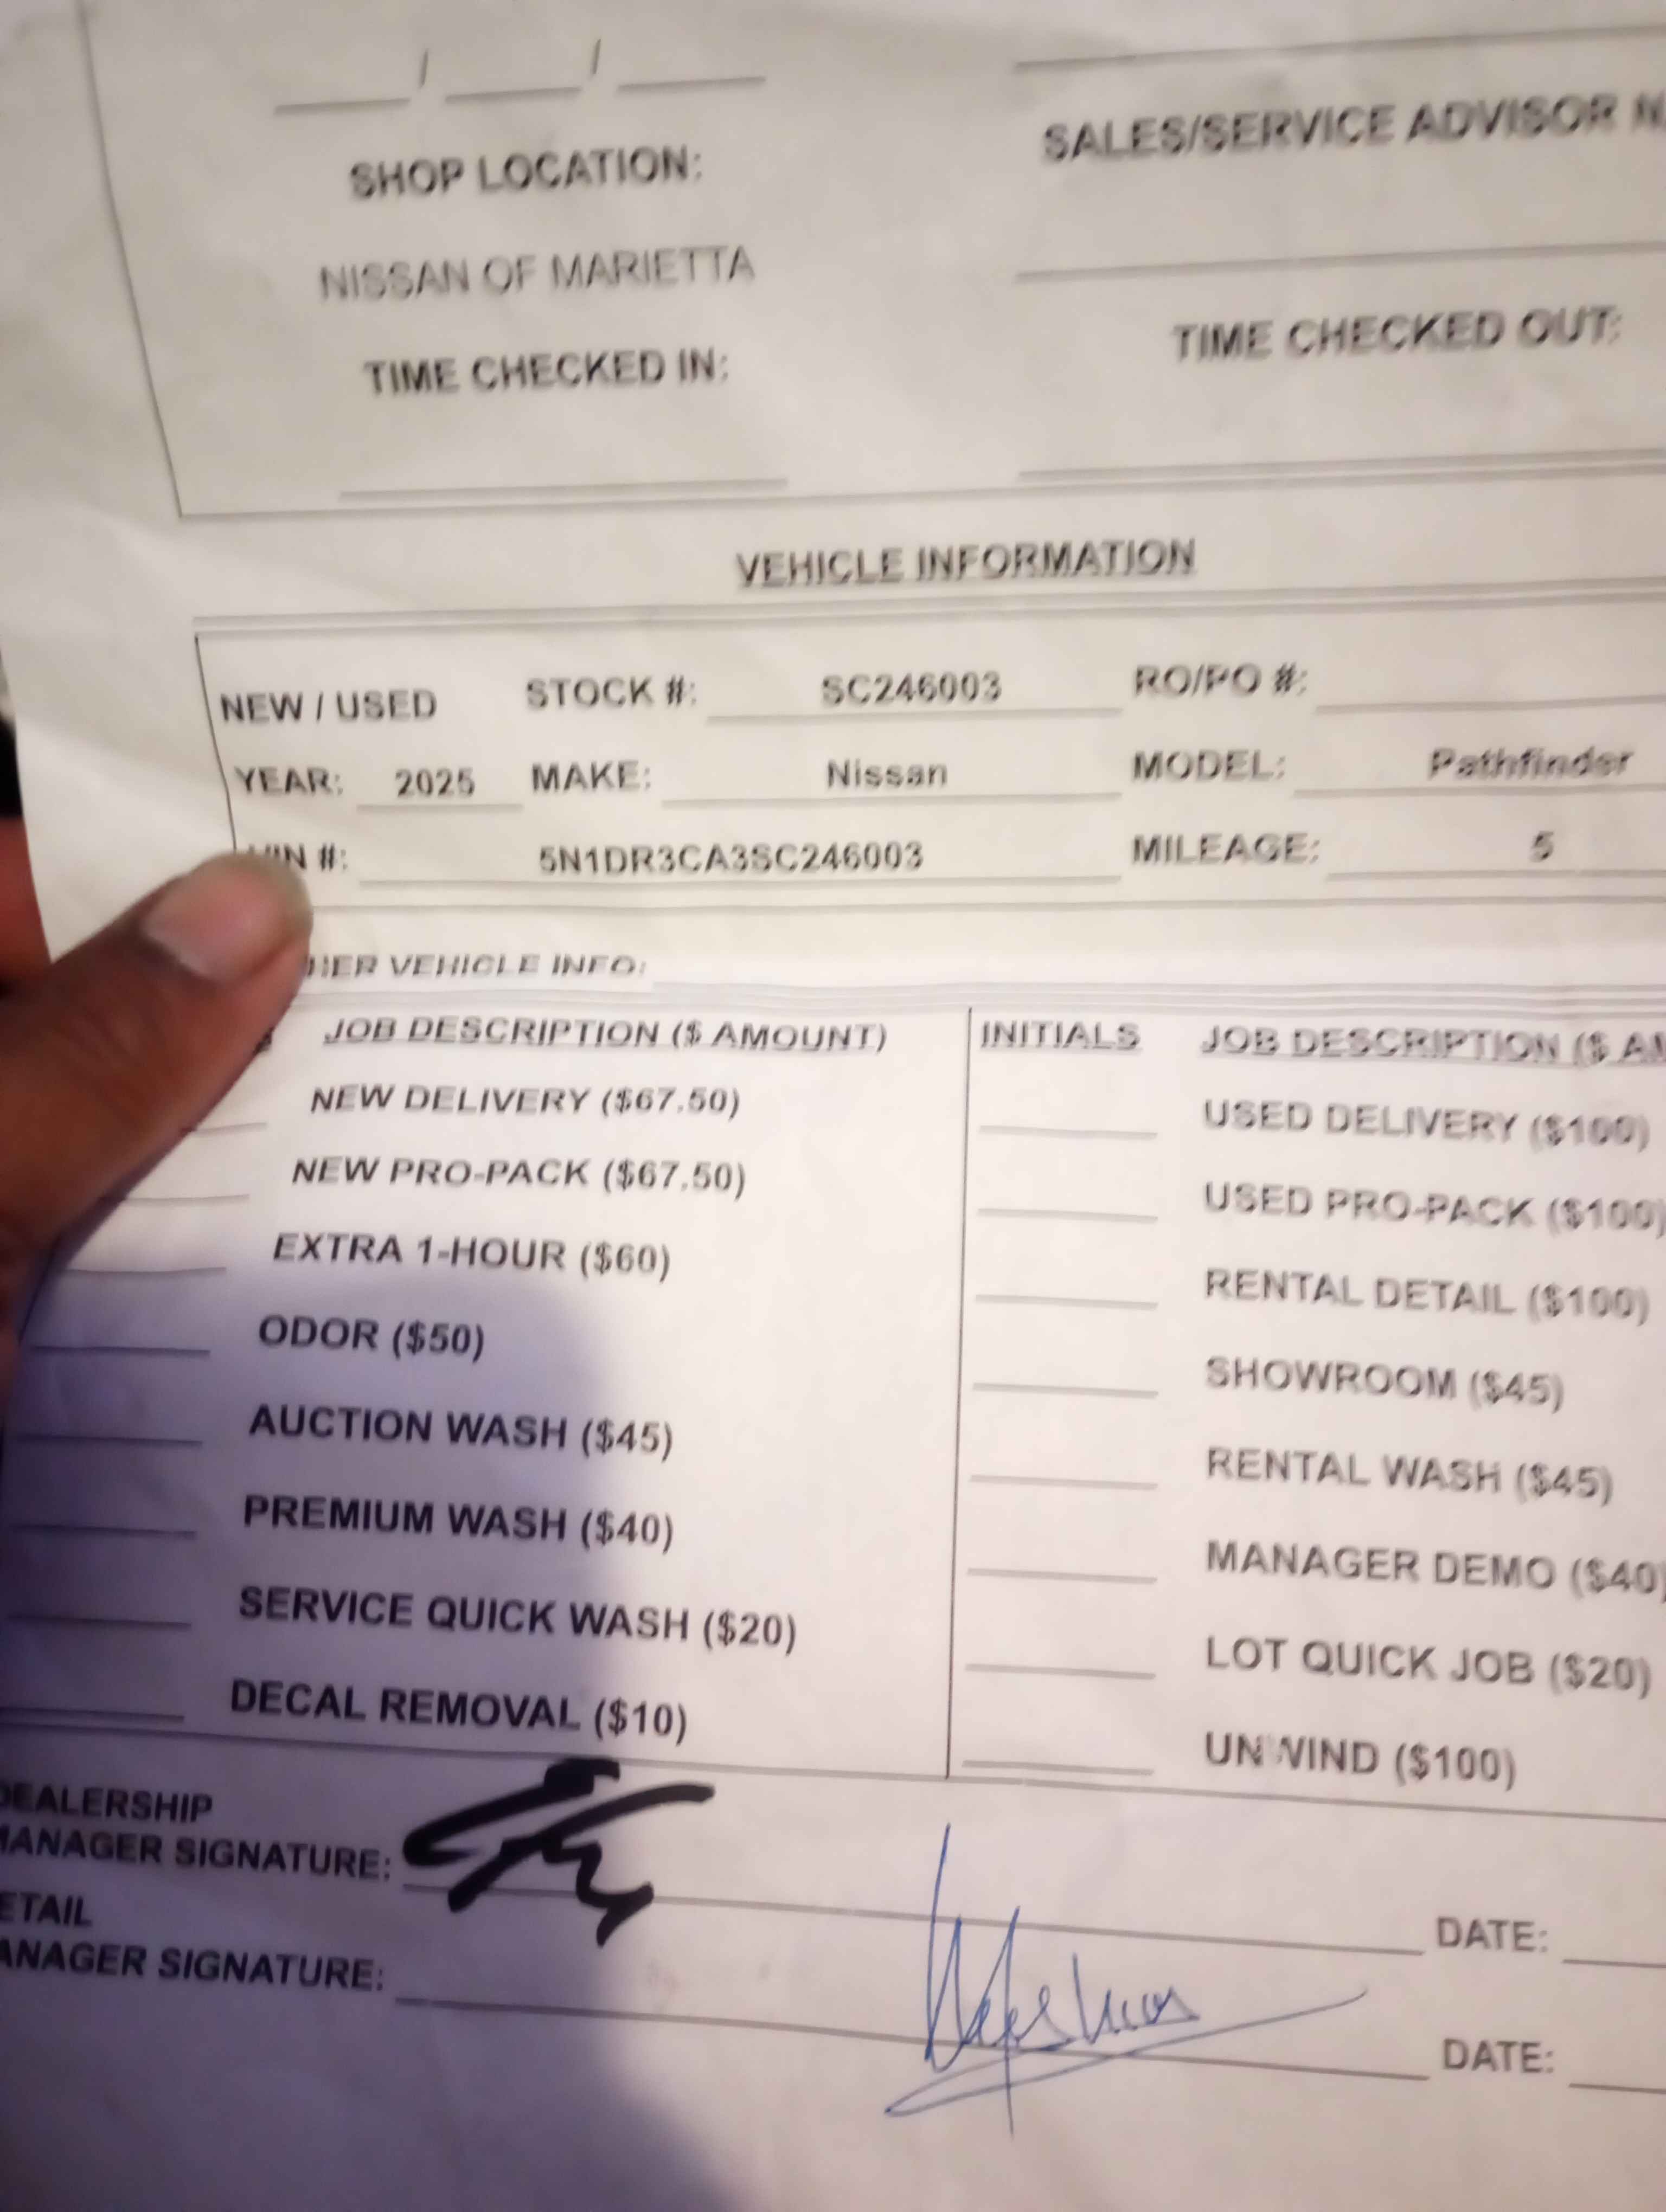 / /
SHOP LOCATION:
SALES/SERVICE ADVISOR
NISSAN OF MARIETTA
TIME CHECKED IN:
TIME CHECKED OUT:
VEHICLE INFORMATION
NEW / USED STOCK #: SC246003 RO/PO #:
YEAR: 2025 MAKE: Nissan MODEL: Pathfinder
VIN #: 5N1DR3CA3SC246003 MILEAGE: 5
HER VEHICLE INFO:
JOB DESCRIPTION ($ AMOUNT)
NEW DELIVERY ($67.50)
NEW PRO-PACK ($67.50)
EXTRA 1-HOUR ($60)
ODOR ($50)
AUCTION WASH ($45)
PREMIUM WASH ($40)
SERVICE QUICK WASH ($20)
DECAL REMOVAL ($10)
INITIALS JOB DESCRIPTION ($ AM
USED DELIVERY ($100)
USED PRO-PACK ($100)
RENTAL DETAIL ($100)
SHOWROOM ($45)
RENTAL WASH ($45)
MANAGER DEMO ($40)
LOT QUICK JOB ($20)
UNWIND ($100)
DEALERSHIP
MANAGER SIGNATURE: DATE:
ETAIL
ANAGER SIGNATURE: DATE: